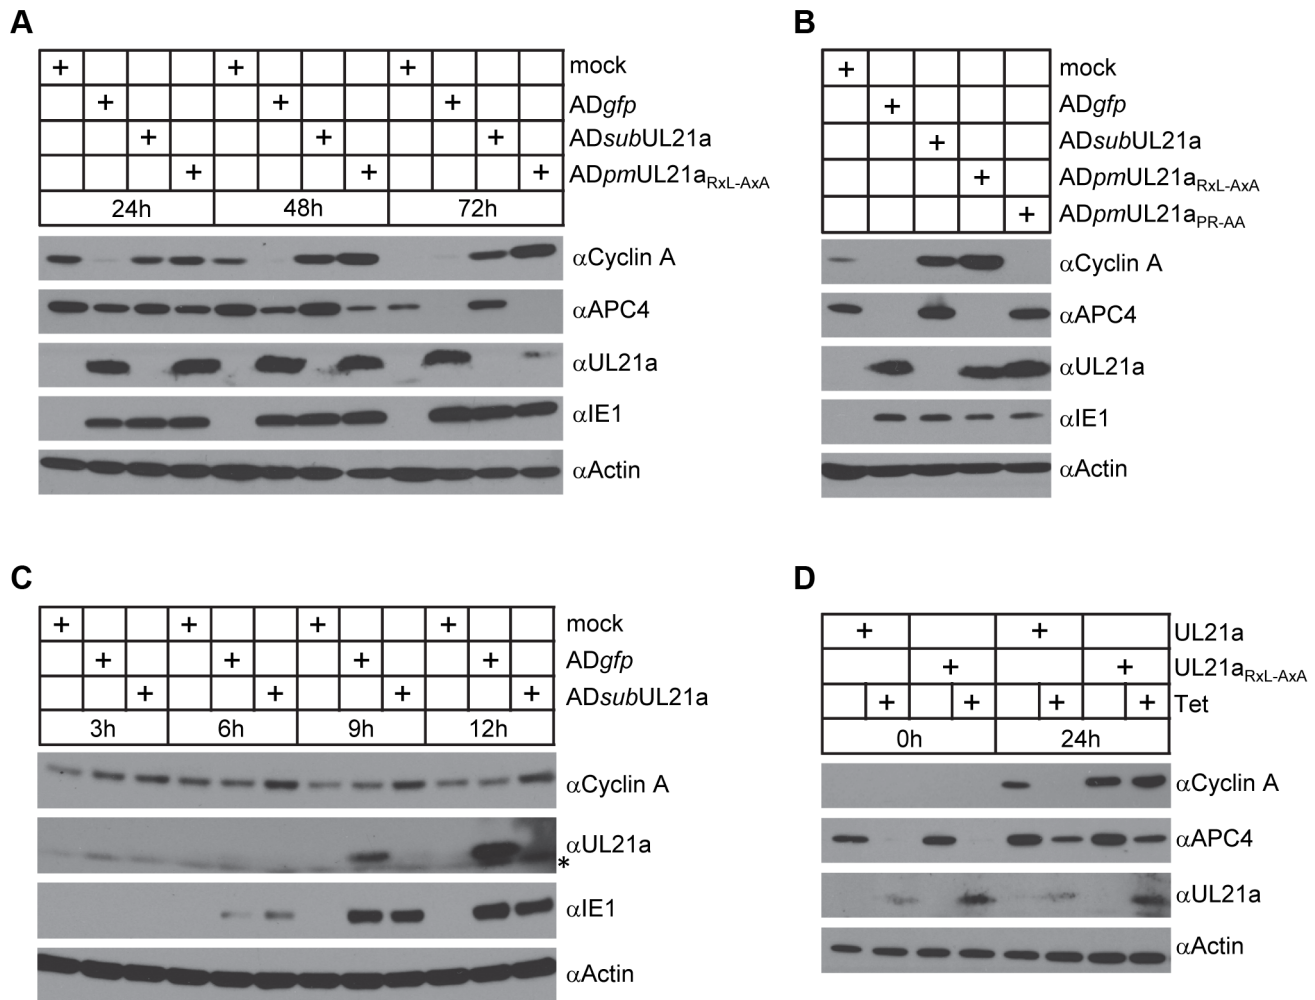 A
+ + + mock
+ + + ADgfp
+ + + ADsubUL21a
+ + + ADpmUL21aRxL-AxA
24h 48h 72h
αCyclin A
αAPC4
αUL21a
αIE1
αActin
B
+ mock
+ ADgfp
+ ADsubUL21a
+ ADpmUL21aRxL-AxA
+ ADpmUL21aPR-AA
αCyclin A
αAPC4
αUL21a
αIE1
αActin
C
+ + + + mock
+ + + + ADgfp
+ + + + ADsubUL21a
3h 6h 9h 12h
αCyclin A
αUL21a
*
αIE1
αActin
D
+ + UL21a
+ + UL21aRxL-AxA
+ + + + Tet
0h 24h
αCyclin A
αAPC4
αUL21a
αActin